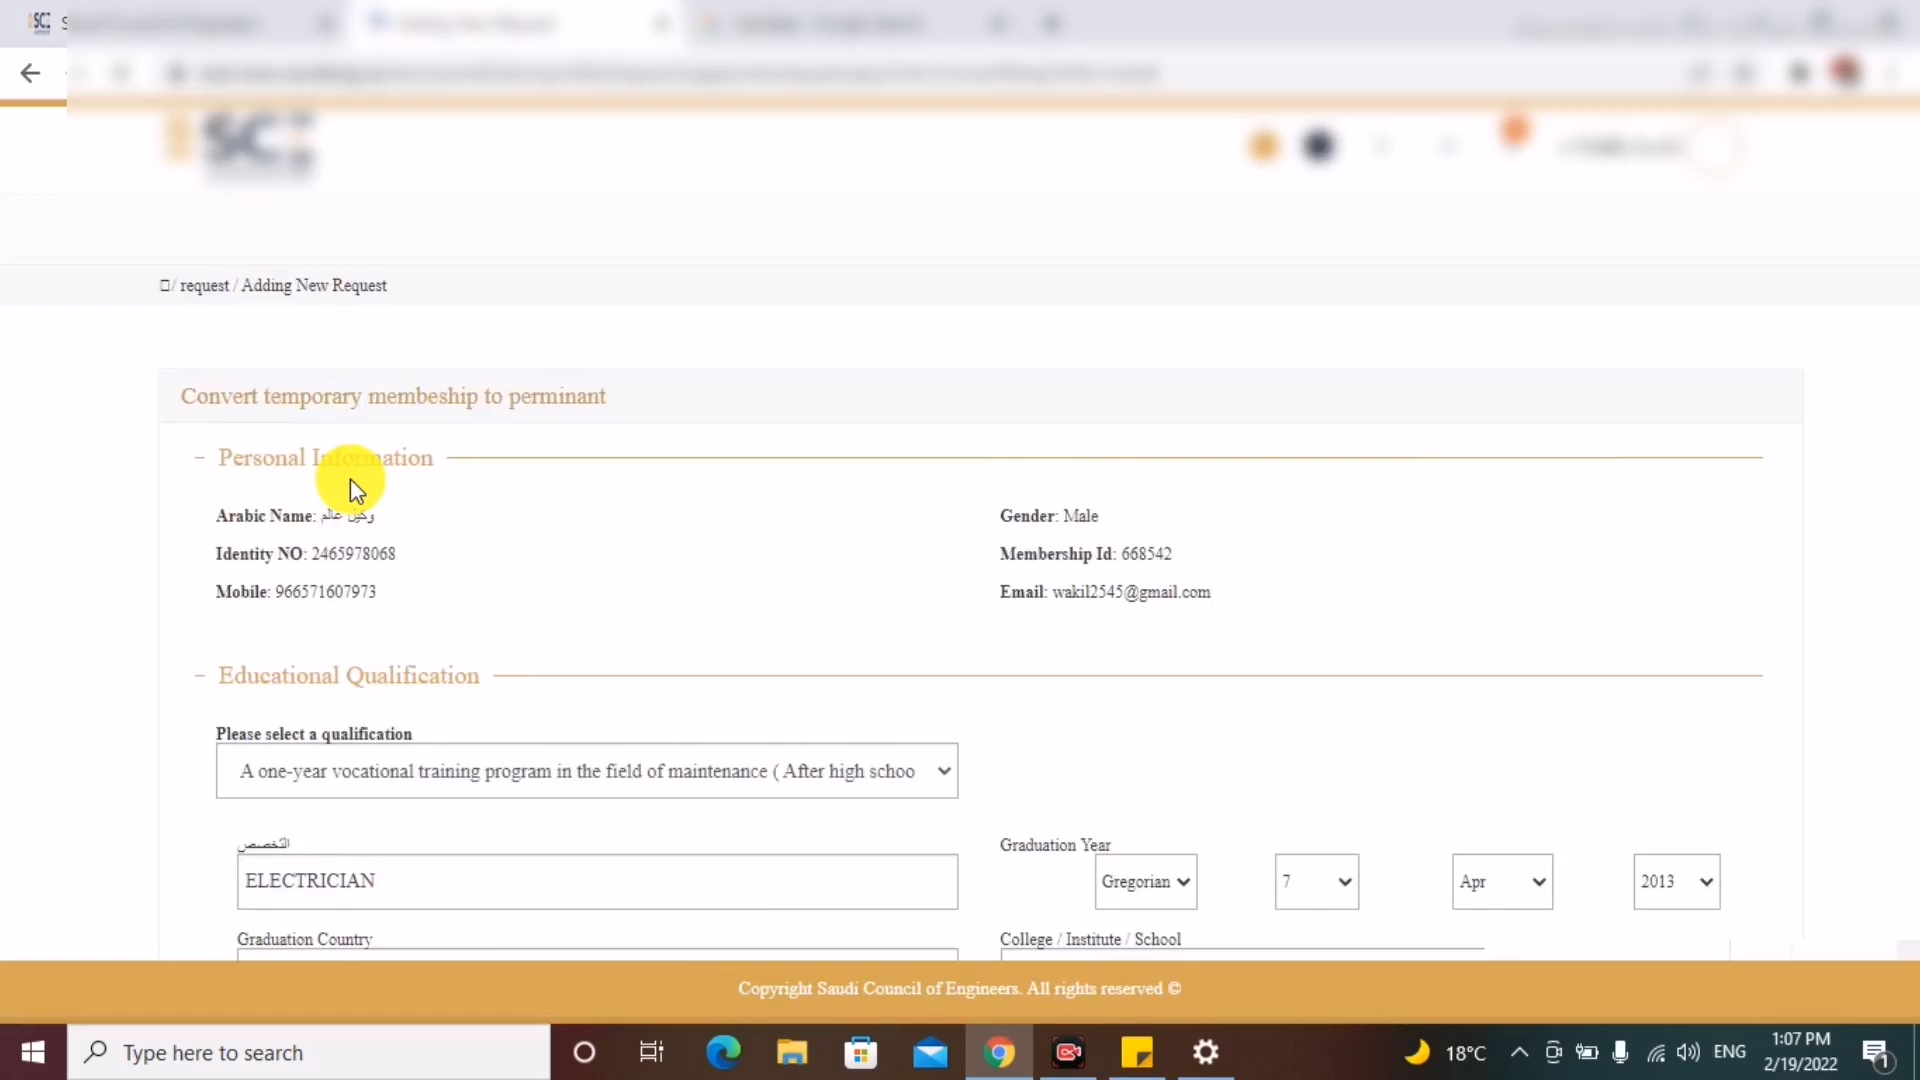 SC
SC
/ request / Adding New Request
Convert temporary membeship to perminant
Personal Information
Arabic Name: وكيل عالم
Gender: Male
Identity NO: 2465978068
Membership Id: 668542
Mobile: 966571607973
Email: wakil2545@gmail.com
Educational Qualification
Please select a qualification
A one-year vocational training program in the field of maintenance ( After high schoo
التخصص
Graduation Year
ELECTRICIAN
Gregorian 7 Apr 2013
Graduation Country
College / Institute / School
Copyright Saudi Council of Engineers. All rights reserved ©
Type here to search
18°C
ENG
1:07 PM
2/19/2022
1